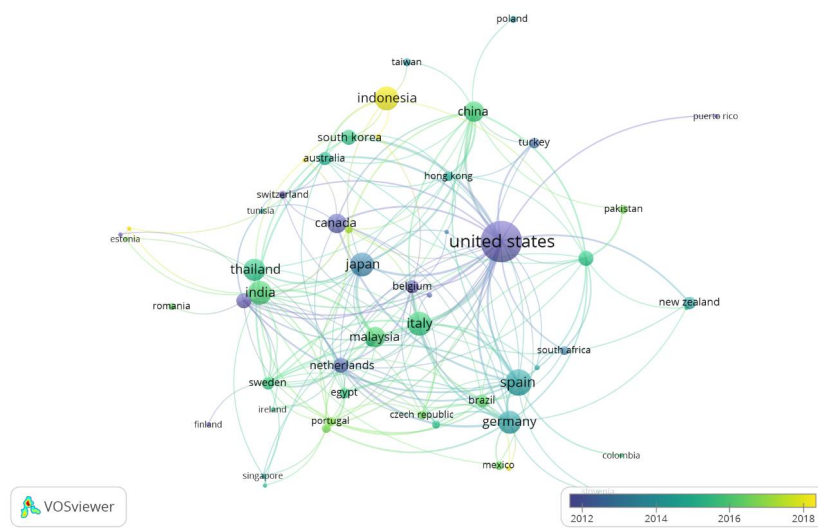 poland
taiwan
indonesia
china
puerto rico
south korea
turkey
australia
hong kong
switzerland
tunisia
pakistan
canada
estonia
united states
thailand
japan
belgium
india
romania
new zealand
italy
malaysia
south africa
netherlands
sweden
spain
egypt
brazil
ireland
czech republic
portugal
germany
finland
colombia
mexico
singapore
slovenia
VOSviewer
2012 2014 2016 2018